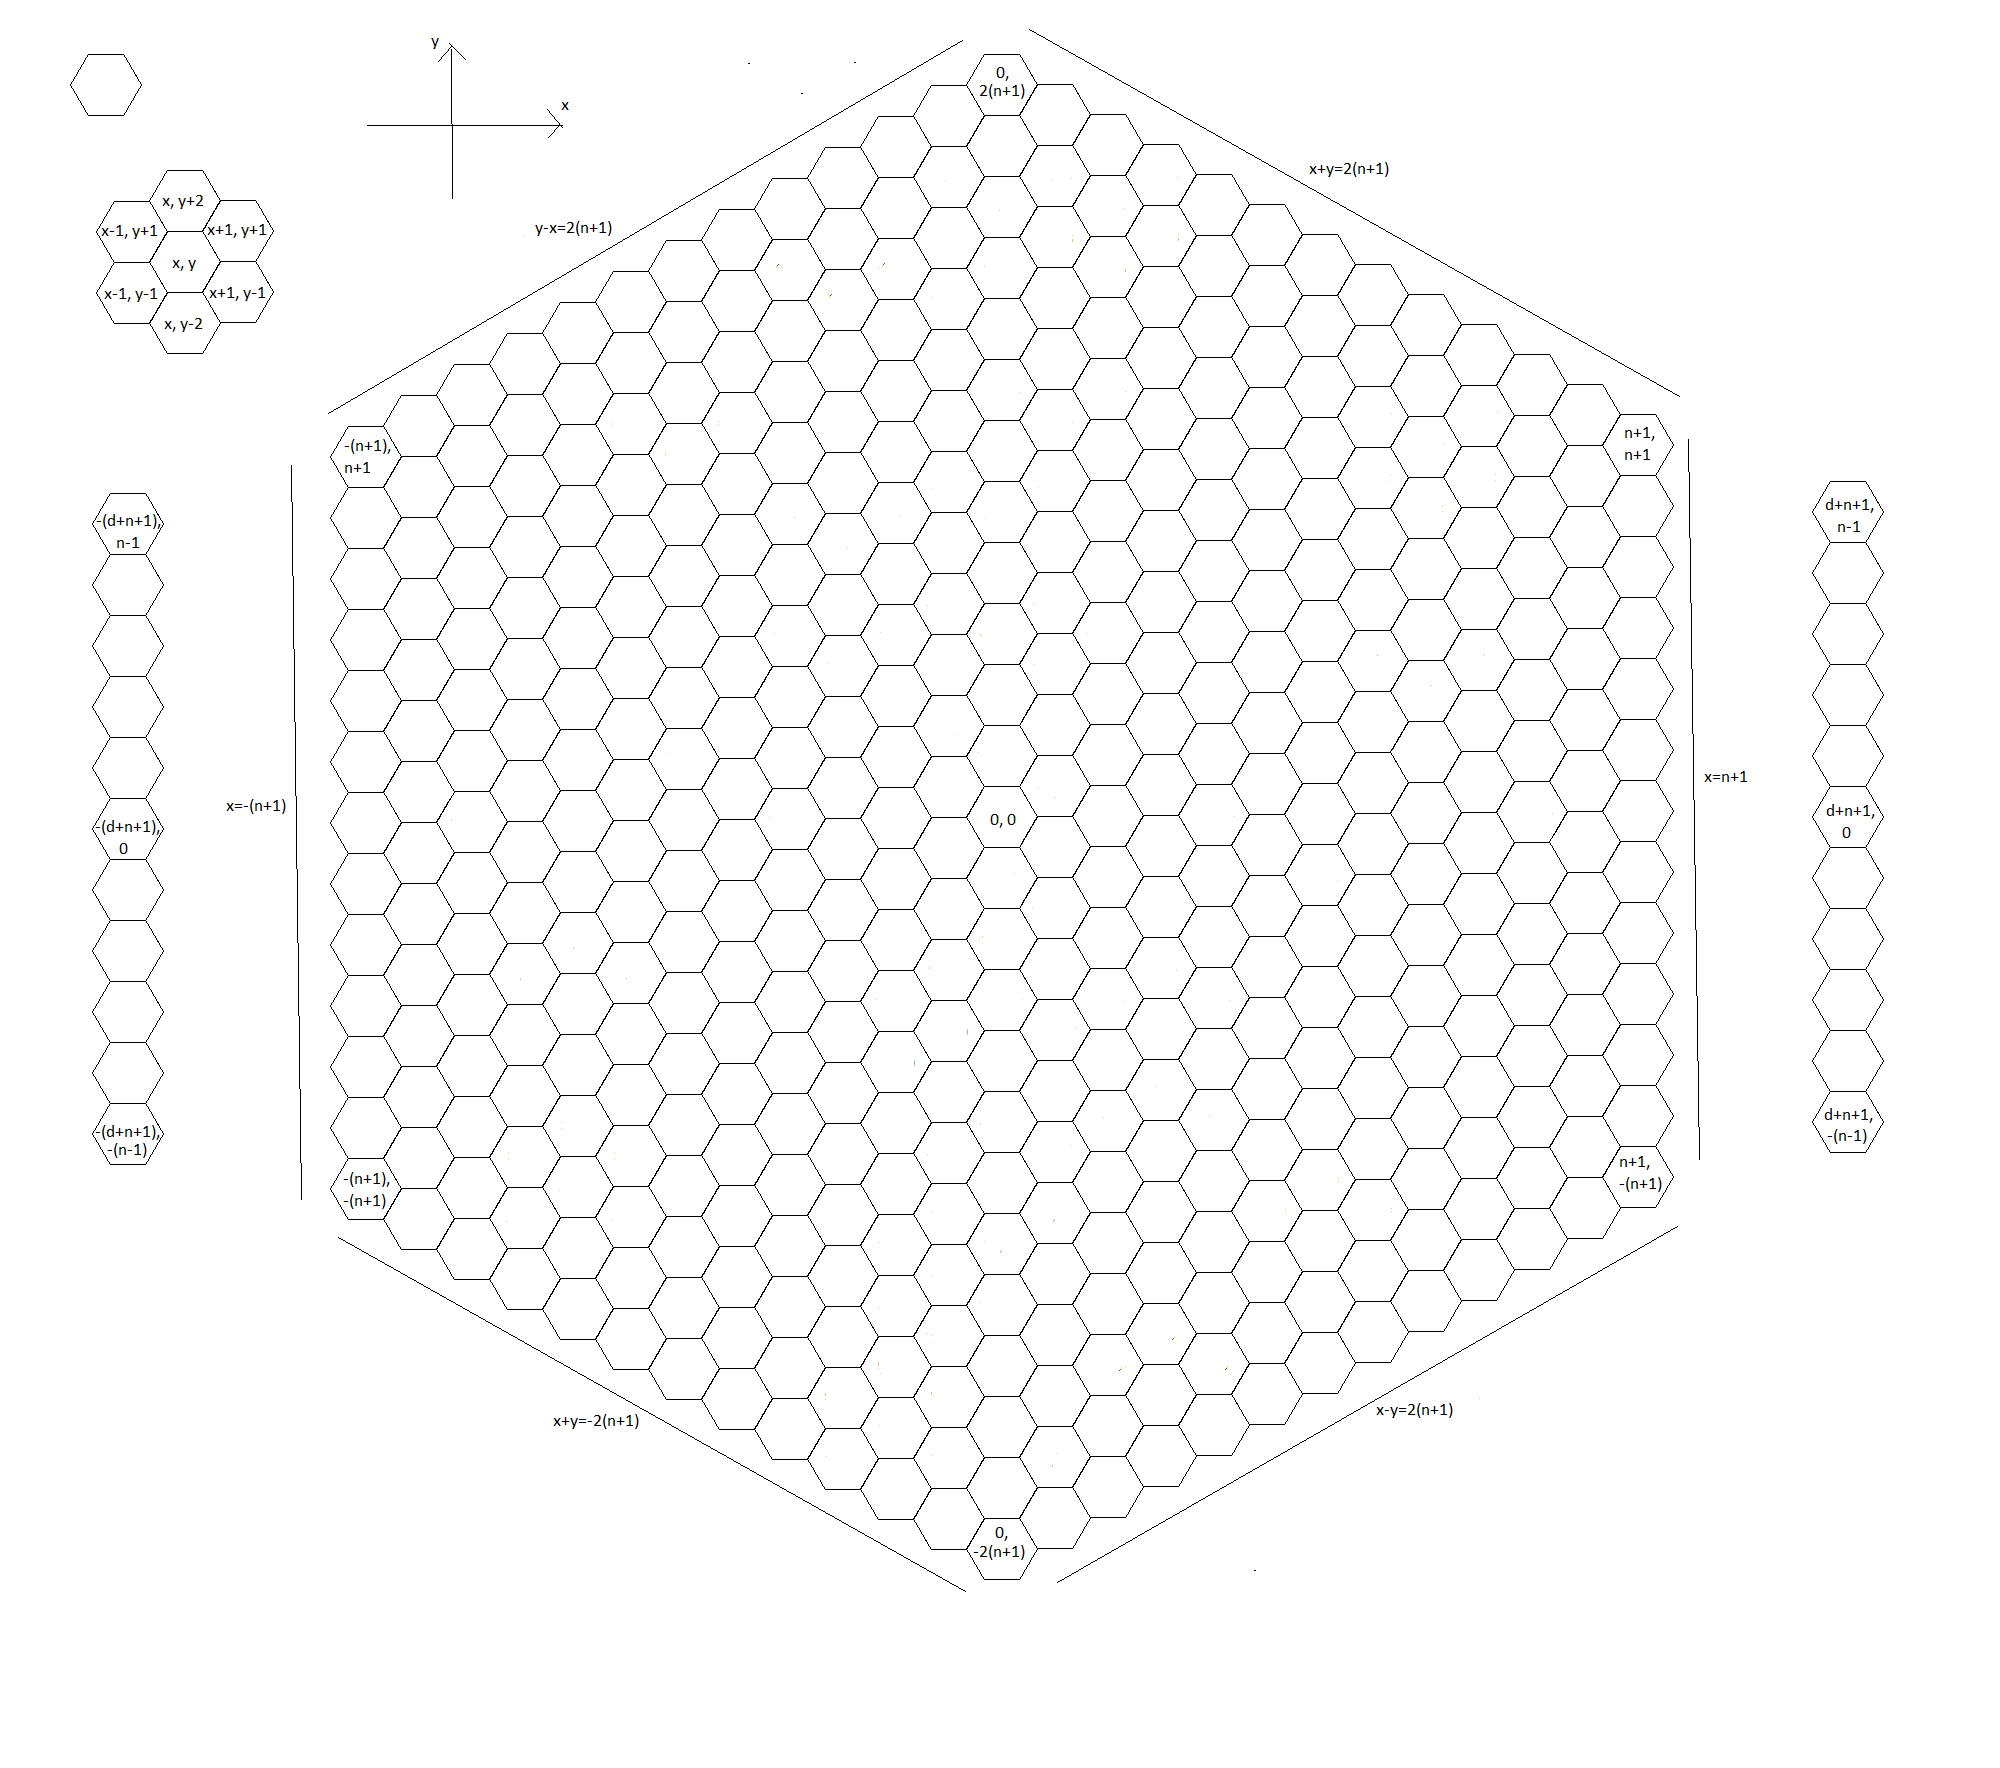 y
x
0,
2(n+1)
x+y=2(n+1)
x, y+2
x-1, y+1
x+1, y+1
x, y
x-1, y-1
x+1, y-1
x, y-2
y-x=2(n+1)
-(n+1),
n+1
n+1,
n+1
-(d+n+1),
n-1
d+n+1,
n-1
x=-(n+1)
x=n+1
-(d+n+1),
0
0, 0
d+n+1,
0
-(d+n+1),
-(n-1)
d+n+1,
-(n-1)
-(n+1),
-(n+1)
n+1,
-(n+1)
x+y=-2(n+1)
x-y=2(n+1)
0,
-2(n+1)